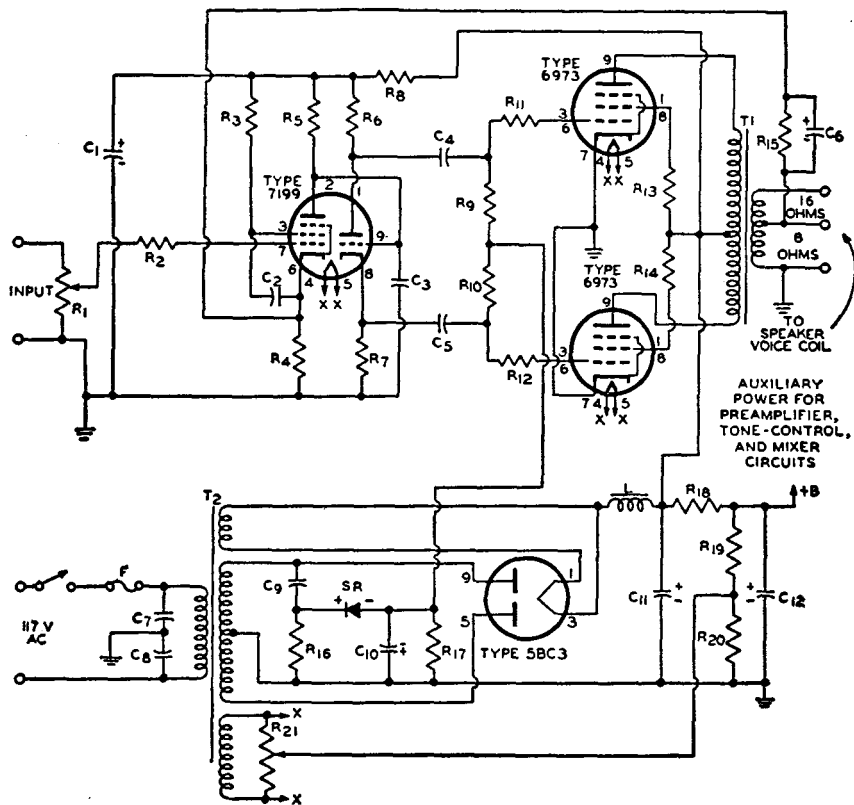 TYPE
6973
9
R8
R3
R5
R6
R11
3
6
1
8
T1
C1
+
-
C4
7
4
5
X X
R15
+
-
C6
TYPE
7199
2
1
R13
R9
16
OHMS
8
OHMS
3
7
9
R2
6
4
5
8
X X
C2
C3
TYPE
6973
R14
INPUT
R1
R10
9
C5
R4
R7
R12
3
6
1
8
7
4
5
X X
TO
SPEAKER
VOICE COIL
AUXILIARY
POWER FOR
PREAMPLIFIER,
TONE-CONTROL,
AND MIXER
CIRCUITS
T2
L
R18
+B
F
C9
SR
+
-
9
1
R19
117 V
AC
C7
C8
R16
C10
-
+
R17
5
3
TYPE 5BC3
C11
+
-
+
-
C12
R20
X
R21
X